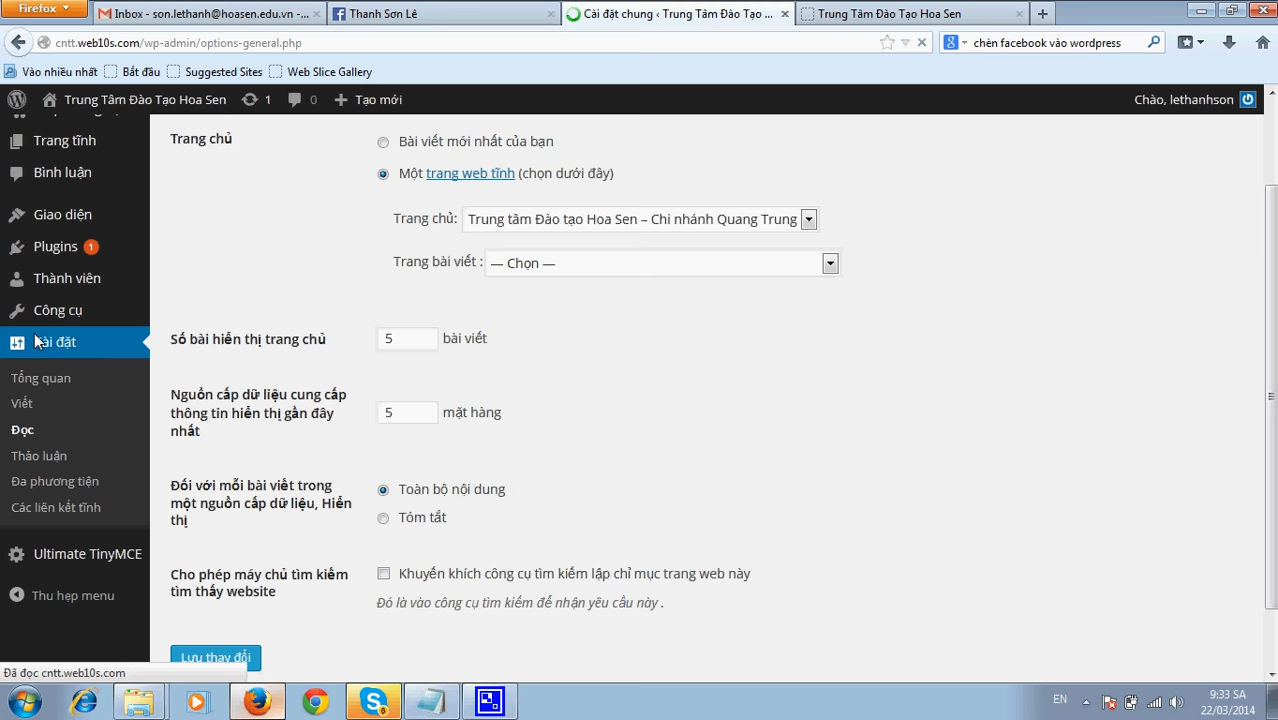 Firefox
Inbox - son.lethanh@hoasen.edu.vn -...
Thanh Sơn Lê
Cài đặt chung ‹ Trung Tâm Đào Tạo ...
Trung Tâm Đào Tạo Hoa Sen
cntt.web10s.com/wp-admin/options-general.php
chèn facebook vào wordpress
Vào nhiều nhất
Bắt đầu
Suggested Sites
Web Slice Gallery
Trung Tâm Đào Tạo Hoa Sen
1
0
Tạo mới
Chào, lethanhson
Trang tĩnh
Bình luận
Giao diện
Plugins 1
Thành viên
Công cụ
Cài đặt
Tổng quan
Viết
Đọc
Thảo luận
Đa phương tiện
Các liên kết tĩnh
Ultimate TinyMCE
Thu hẹp menu
Trang chủ
Bài viết mới nhất của bạn
Một trang web tĩnh (chọn dưới đây)
Trang chủ: Trung tâm Đào tạo Hoa Sen – Chi nhánh Quang Trung
Trang bài viết : — Chọn —
Số bài hiển thị trang chủ
5 bài viết
Nguồn cấp dữ liệu cung cấp
thông tin hiển thị gần đây
nhất
5 mặt hàng
Đối với mỗi bài viết trong
một nguồn cấp dữ liệu, Hiển
thị
Toàn bộ nội dung
Tóm tắt
Cho phép máy chủ tìm kiếm
tìm thấy website
Khuyến khích công cụ tìm kiếm lập chỉ mục trang web này
Đó là vào công cụ tìm kiếm để nhận yêu cầu này .
Lưu thay đổi
Đã đọc cntt.web10s.com
EN
9:33 SA
22/03/2014